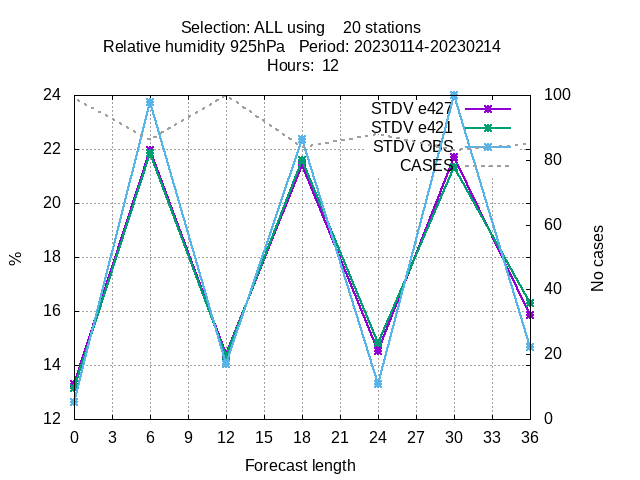 Selection: ALL using    20 stations
Relative humidity 925hPa   Period: 20230114-20230214
Hours:  12
24
22
20
18
16
14
12
100
80
60
40
20
0
STDV e427
STDV e421
STDV OBS
CASES
%
No cases
0 3 6 9 12 15 18 21 24 27 30 33 36
Forecast length